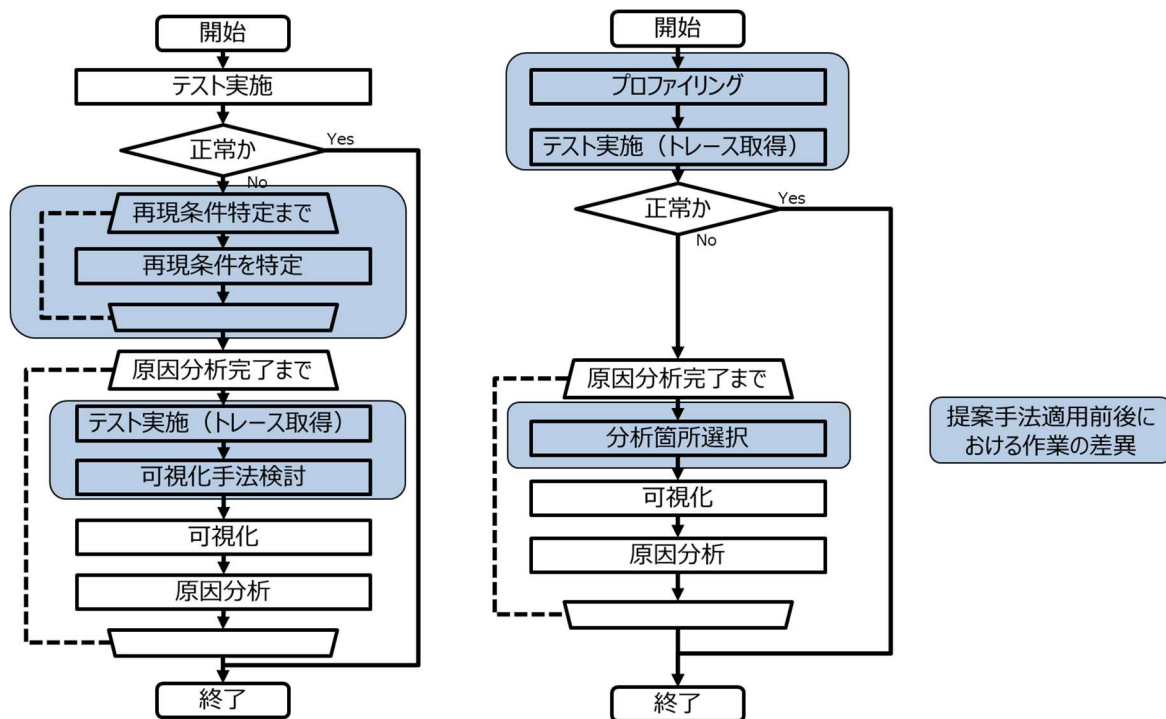 開始
テスト実施
正常か
Yes
No
再現条件特定まで
再現条件を特定
原因分析完了まで
テスト実施（トレース取得）
可視化手法検討
可視化
原因分析
終了
開始
プロファイリング
テスト実施（トレース取得）
正常か
Yes
No
原因分析完了まで
分析箇所選択
可視化
原因分析
終了
提案手法適用前後に
おける作業の差異